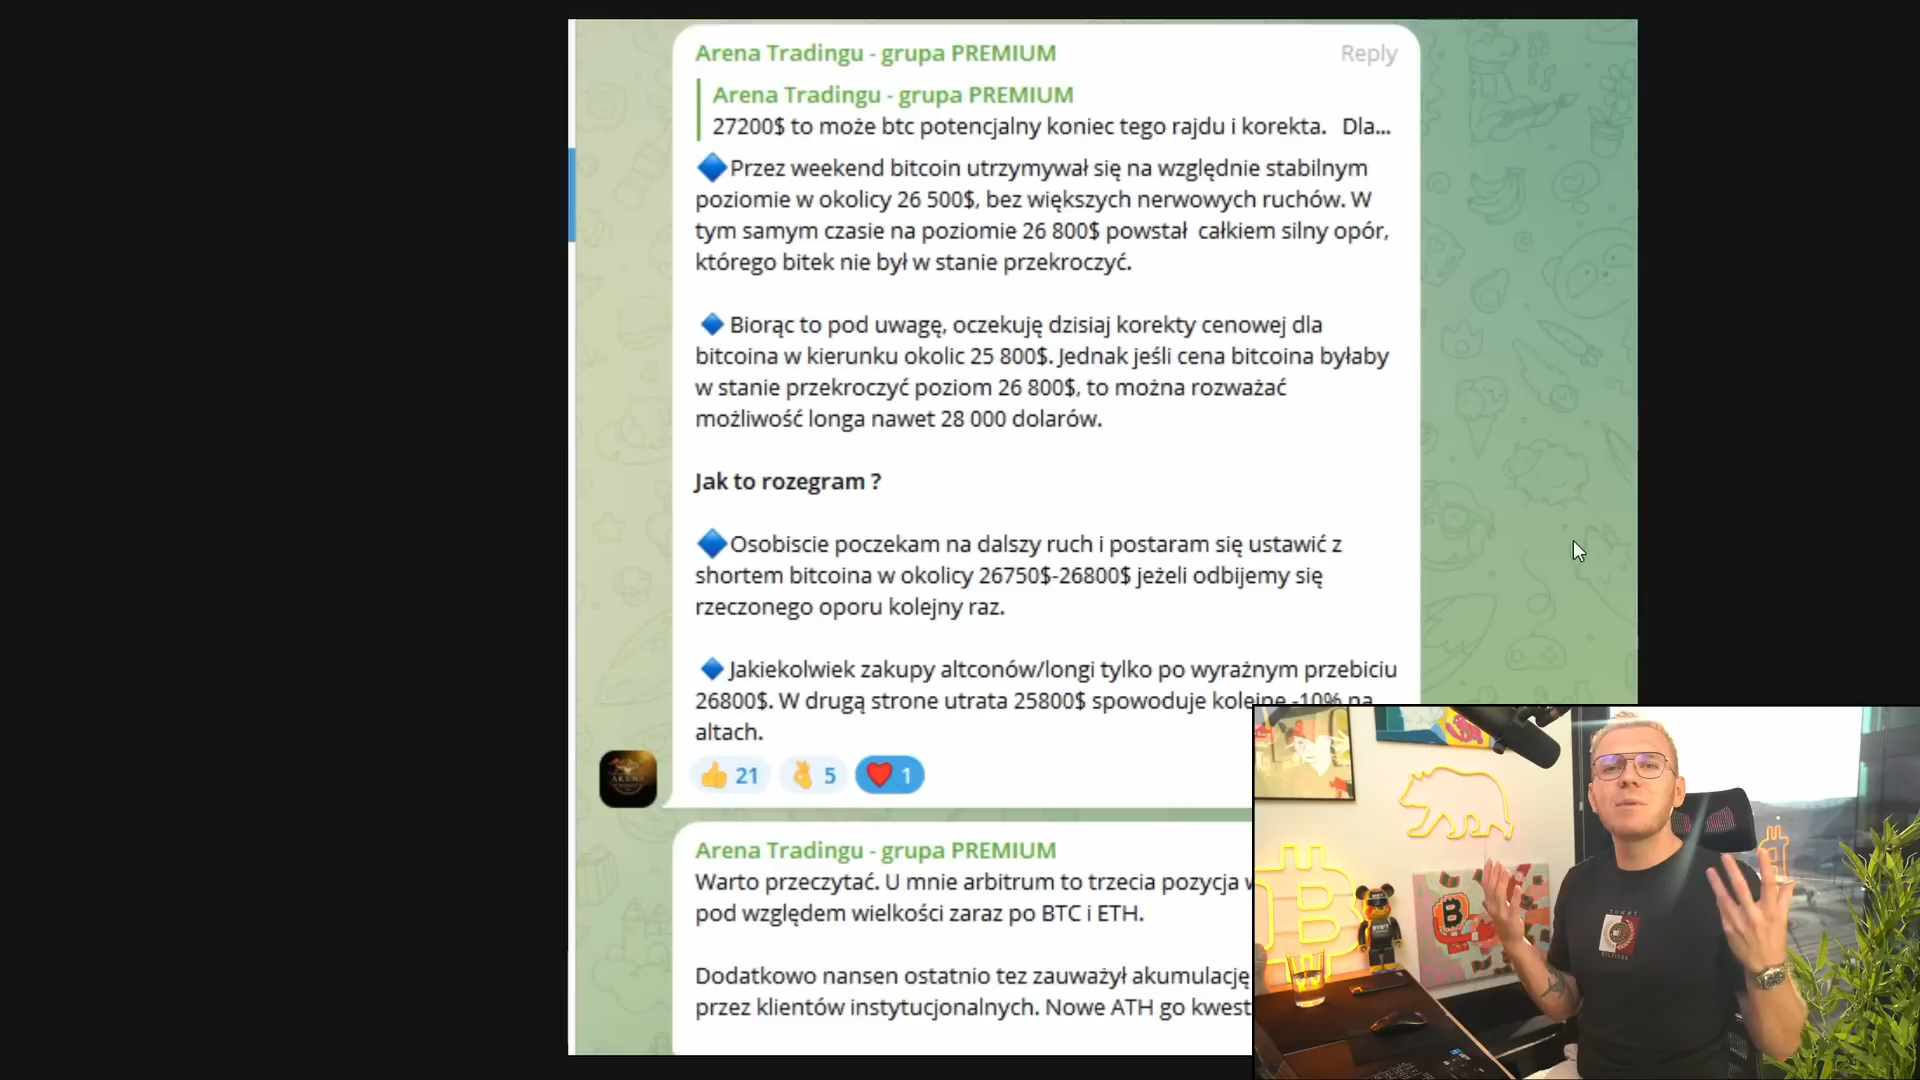 Arena Tradingu - grupa PREMIUM
Reply
Arena Tradingu - grupa PREMIUM
27200$ to może btc potencjalny koniec tego rajdu i korekta. Dla...
Przez weekend bitcoin utrzymywał się na względnie stabilnym
poziomie w okolicy 26 500$, bez większych nerwowych ruchów. W
tym samym czasie na poziomie 26 800$ powstał całkiem silny opór,
którego bitek nie był w stanie przekroczyć.
Biorąc to pod uwagę, oczekuję dzisiaj korekty cenowej dla
bitcoina w kierunku okolic 25 800$. Jednak jeśli cena bitcoina byłaby
w stanie przekroczyć poziom 26 800$, to można rozważać
możliwość longa nawet 28 000 dolarów.
Jak to rozegram ?
Osobiscie poczekam na dalszy ruch i postaram się ustawić z
shortem bitcoina w okolicy 26750$-26800$ jeżeli odbijemy się
rzeczonego oporu kolejny raz.
Jakiekolwiek zakupy altconów/longi tylko po wyrażnym przebiciu
26800$. W drugą strone utrata 25800$ spowoduje kolejne -10% na
altach.
21 5 1
Arena Tradingu - grupa PREMIUM
Warto przeczytać. U mnie arbitrum to trzecia pozycja
pod względem wielkości zaraz po BTC i ETH.
Dodatkowo nansen ostatnio tez zauważył akumulację
przez klientów instytucjonalnych. Nowe ATH go kwest
TOMMY
HILFIGER